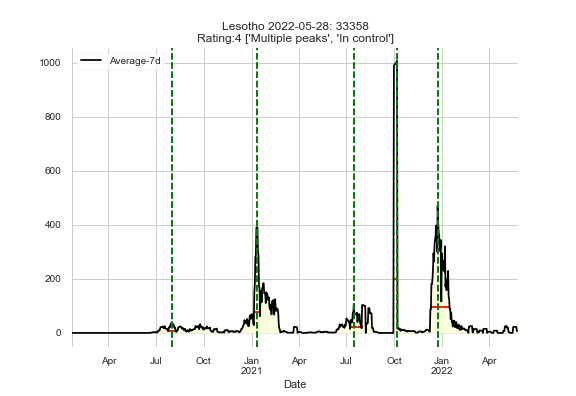 Lesotho 2022-05-28: 33358
Rating:4 ['Multiple peaks', 'In control']
Average-7d
1000
800
600
400
200
0
Apr Jul Oct Jan Apr Jul Oct Jan Apr
2021 2022
Date